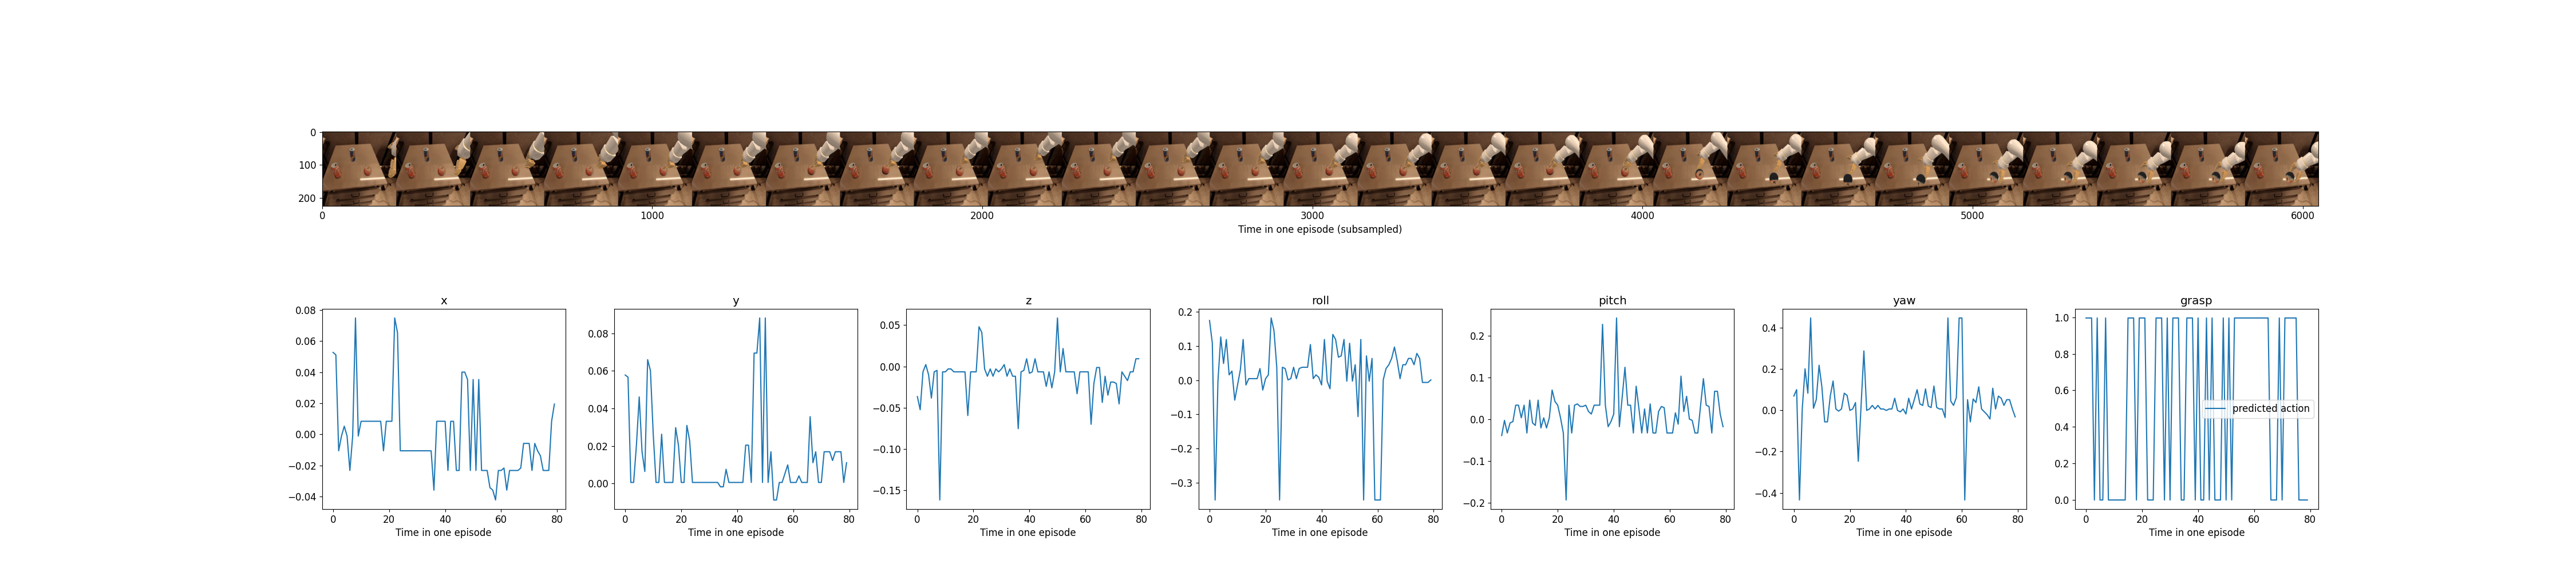 0
100
200
0 1000 2000 3000 4000 5000 6000
Time in one episode (subsampled)
x
0.08
0.06
0.04
0.02
0.00
−0.02
−0.04
0 20 40 60 80
Time in one episode
y
0.08
0.06
0.04
0.02
0.00
0 20 40 60 80
Time in one episode
z
0.05
0.00
−0.05
−0.10
−0.15
0 20 40 60 80
Time in one episode
roll
0.2
0.1
0.0
−0.1
−0.2
−0.3
0 20 40 60 80
Time in one episode
pitch
0.2
0.1
0.0
−0.1
−0.2
0 20 40 60 80
Time in one episode
yaw
0.4
0.2
0.0
−0.2
−0.4
0 20 40 60 80
Time in one episode
grasp
1.0
0.8
0.6
0.4
0.2
0.0
predicted action
0 20 40 60 80
Time in one episode